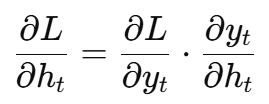 ∂L/∂h_t = ∂L/∂y_t · ∂y_t/∂h_t